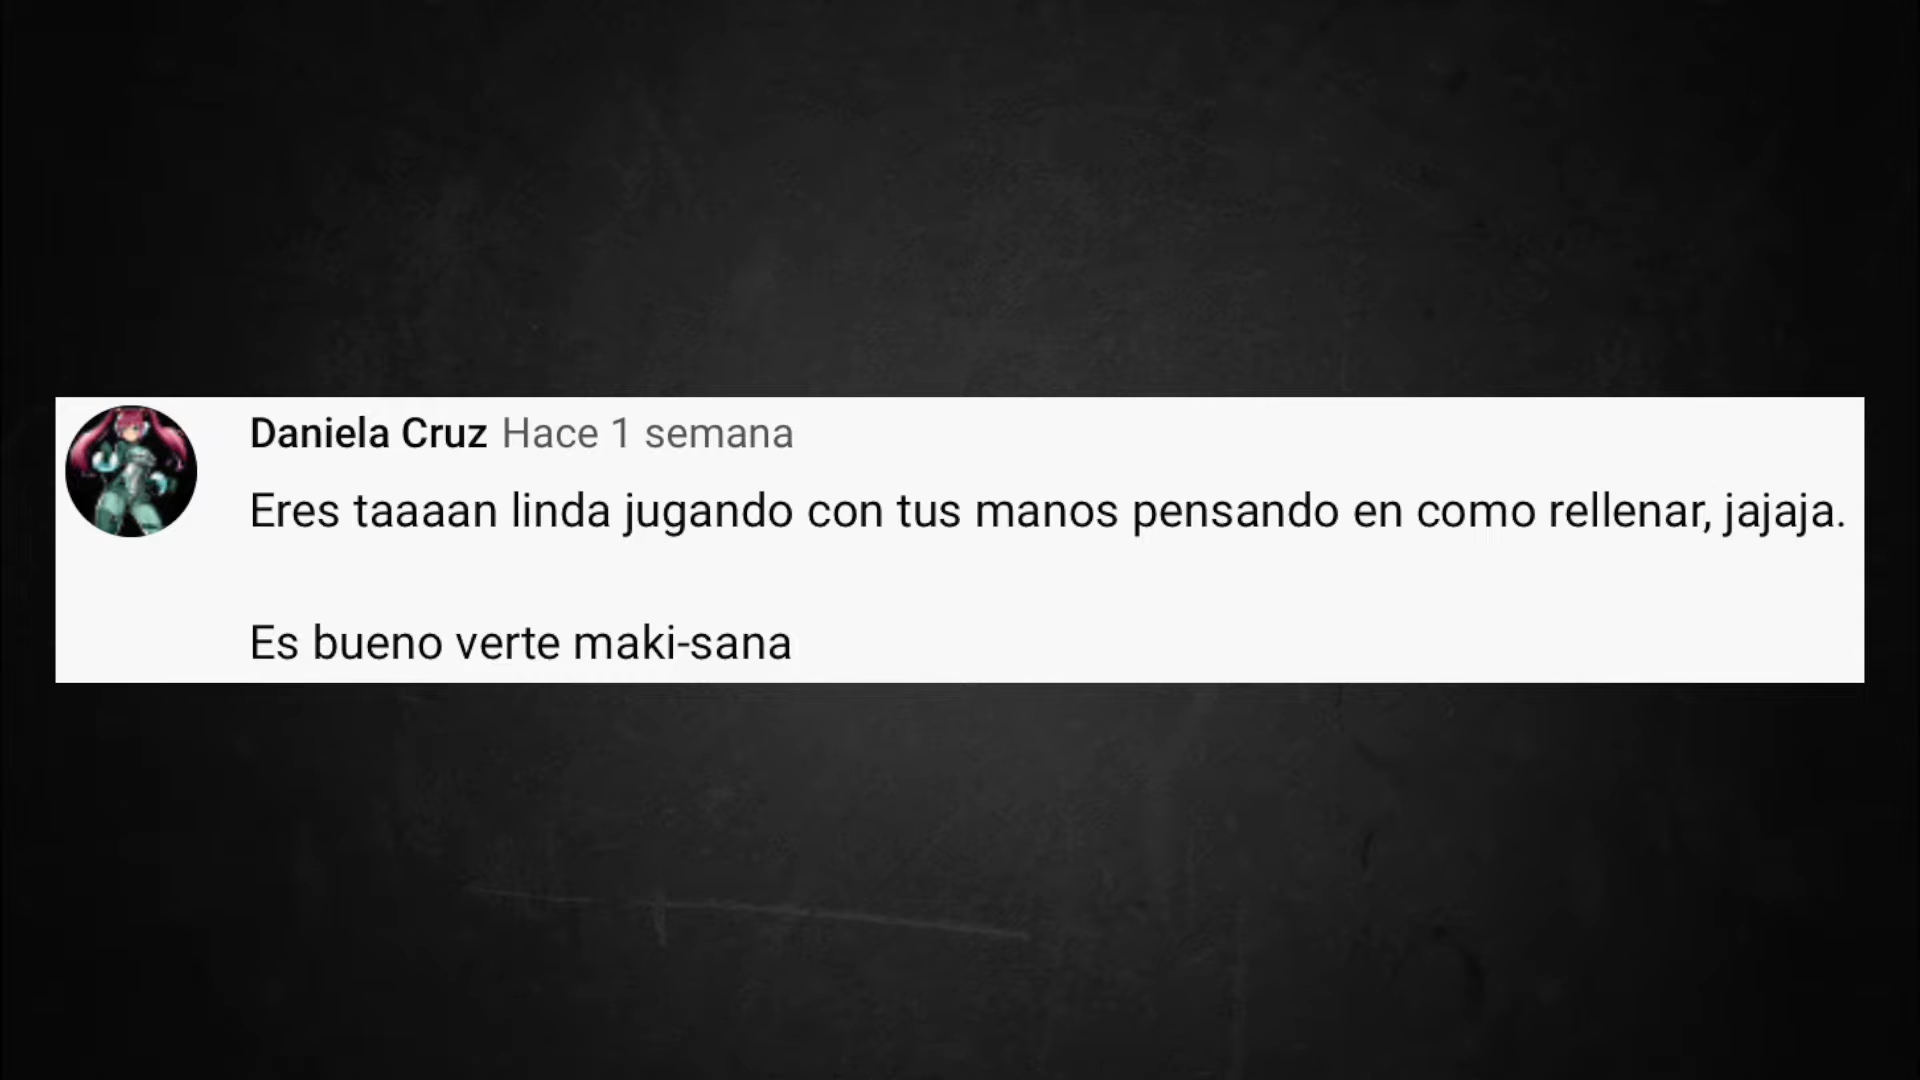 Daniela Cruz Hace 1 semana
Eres taaaan linda jugando con tus manos pensando en como rellenar, jajaja.
Es bueno verte maki-sana